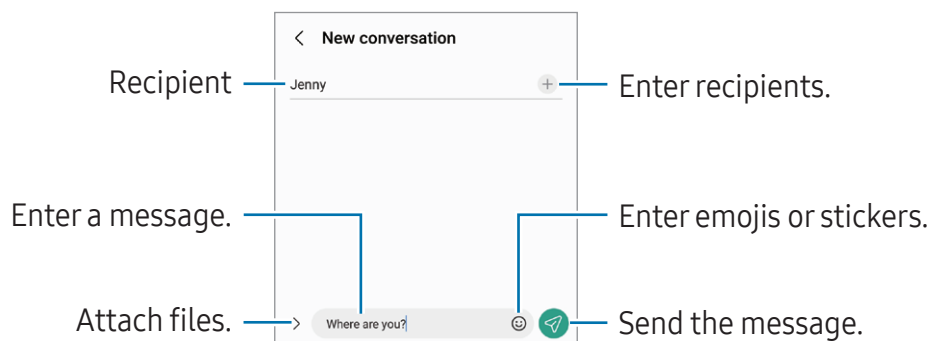 New conversation
Recipient
Jenny
Enter recipients.
Enter a message.
Enter emojis or stickers.
Attach files.
Where are you?
Send the message.